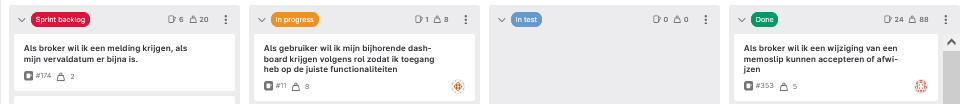 Sprint backlog 6 20
In progress 1 8
In test 0 0
Done 24 88
Als broker wil ik een melding krijgen, als
mijn vervaldatum er bijna is.
#174 2
Als gebruiker wil ik mijn bijhorende dash-
board krijgen volgens rol zodat ik toegang
heb op de juiste functionaliteiten
#11 8
Als broker wil ik een wijziging van een
memoslip kunnen accepteren of afwi-
jzen
#353 5